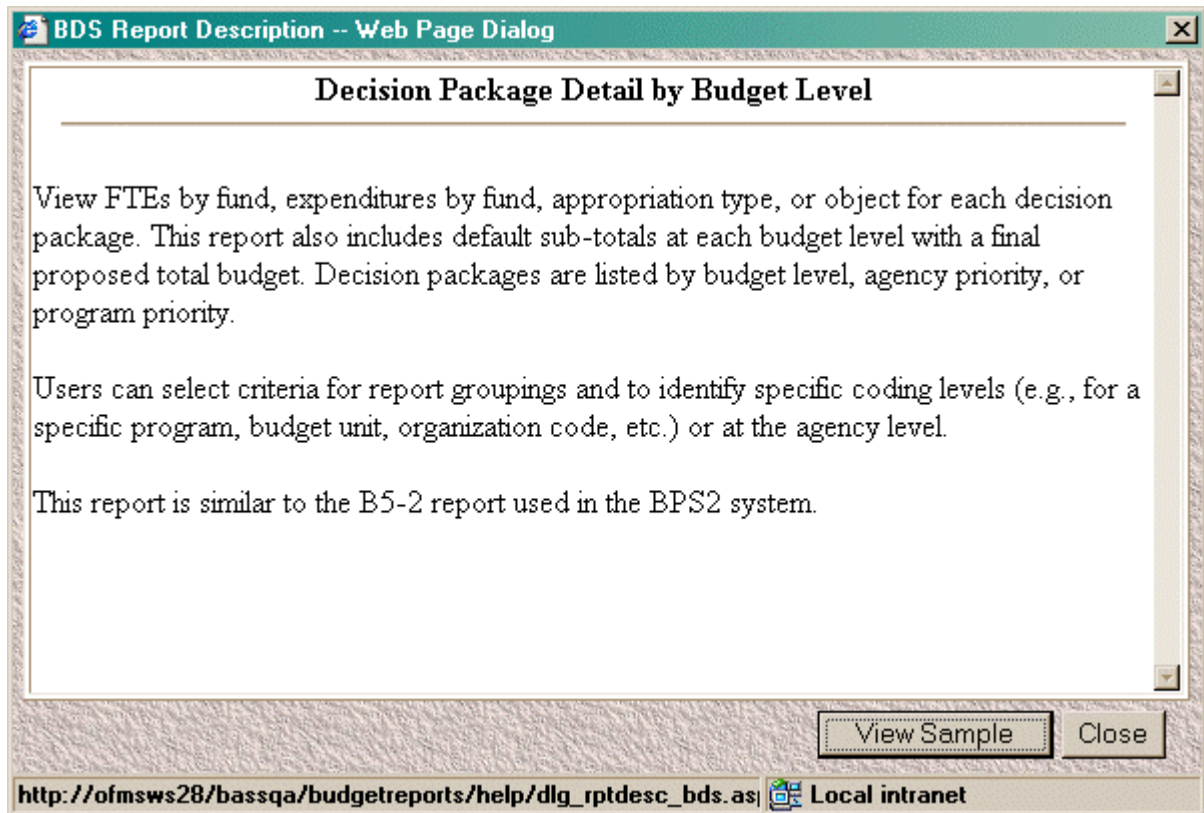 BDS Report Description -- Web Page Dialog
Decision Package Detail by Budget Level
View FTEs by fund, expenditures by fund, appropriation type, or object for each decision
package. This report also includes default sub-totals at each budget level with a final
proposed total budget. Decision packages are listed by budget level, agency priority, or
program priority.
Users can select criteria for report groupings and to identify specific coding levels (e.g., for a
specific program, budget unit, organization code, etc.) or at the agency level.
This report is similar to the B5-2 report used in the BPS2 system.
View Sample Close
http://ofmsws28/bassqa/budgetreports/help/dlg_rptdesc_bds.as Local intranet